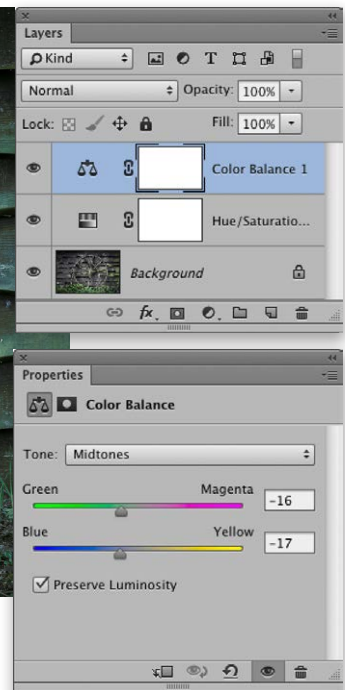 Layers
Kind
Normal Opacity: 100%
Lock: Fill: 100%
Color Balance 1
Hue/Saturatio...
Background
fx
Properties
Color Balance
Tone: Midtones
Green Magenta -16
Blue Yellow -17
Preserve Luminosity